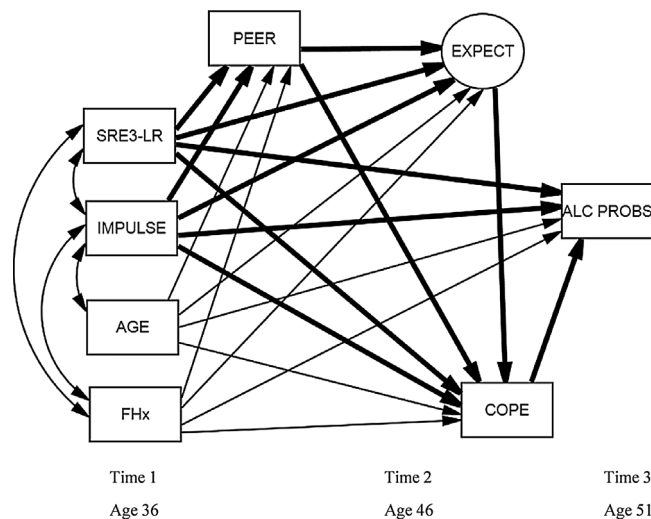 PEER
EXPECT
SRE3-LR
IMPULSE
ALC PROBS
AGE
FHx
COPE
Time 1
Time 2
Time 3
Age 36
Age 46
Age 51